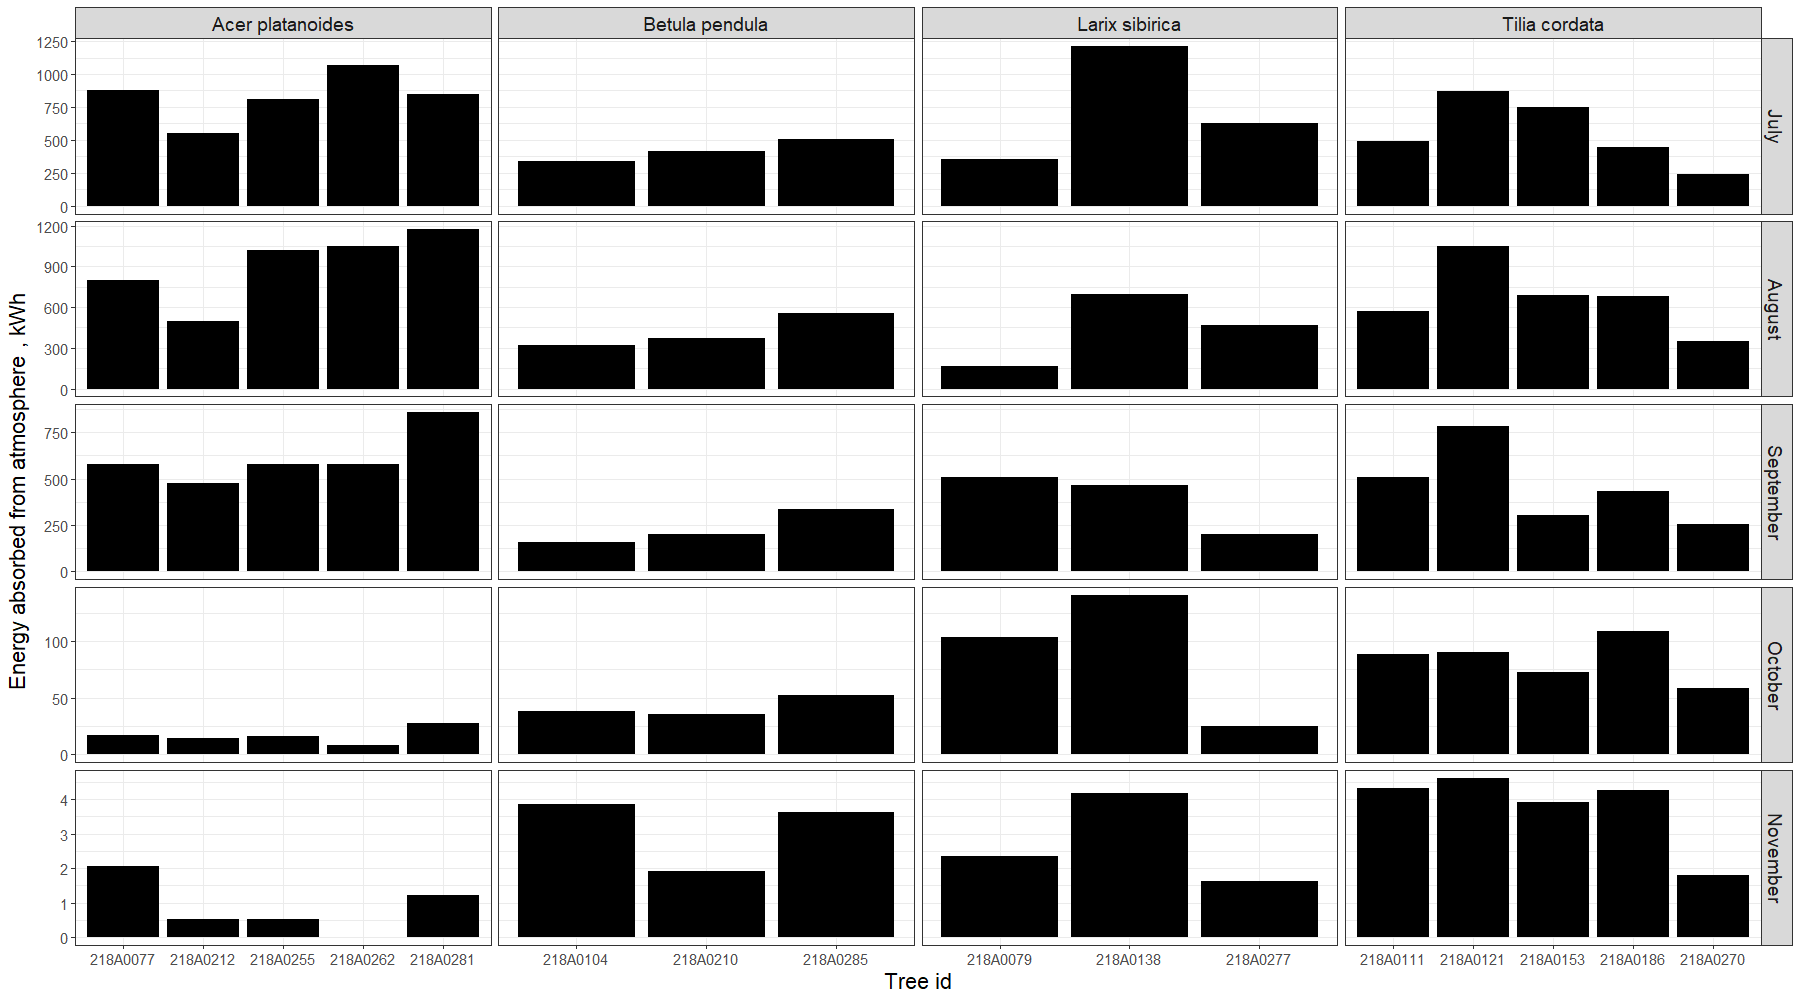 Acer platanoides Betula pendula Larix sibirica Tilia cordata
1250
1000
750
500
250
0
July
1200
900
600
300
0
August
750
500
250
0
September
100
50
0
October
4
3
2
1
0
November
218A0077 218A0212 218A0255 218A0262 218A0281 218A0104 218A0210 218A0285 218A0079 218A0138 218A0277 218A0111 218A0121 218A0153 218A0186 218A0270
Tree id
Energy absorbed from atmosphere , kWh